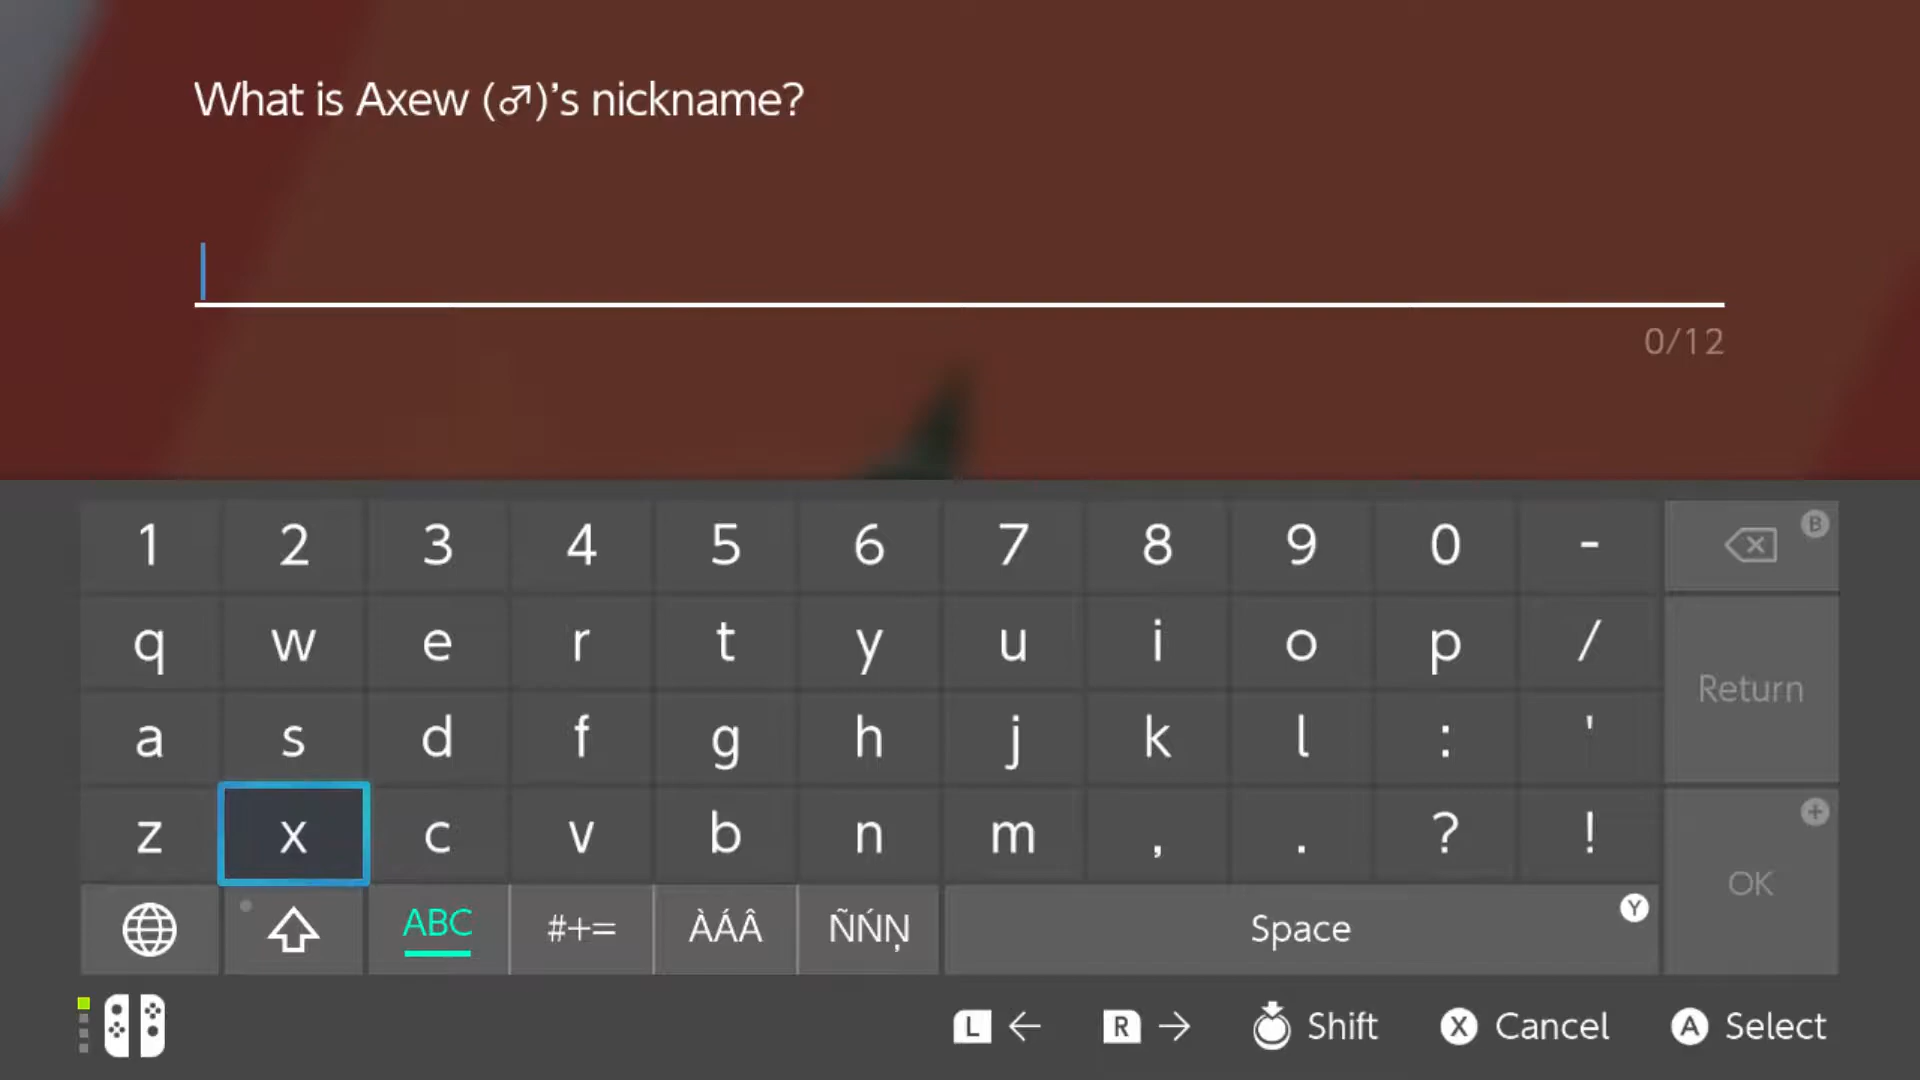 What is Axew (♂)’s nickname?
0/12
1 2 3 4 5 6 7 8 9 0 - B
q w e r t y u i o p / Return
a s d f g h j k l : '
z x c v b n m , . ? ! + OK
ABC #+= ÀÁÂ ÑŃŅ Space Y
L ← R → Shift X Cancel A Select